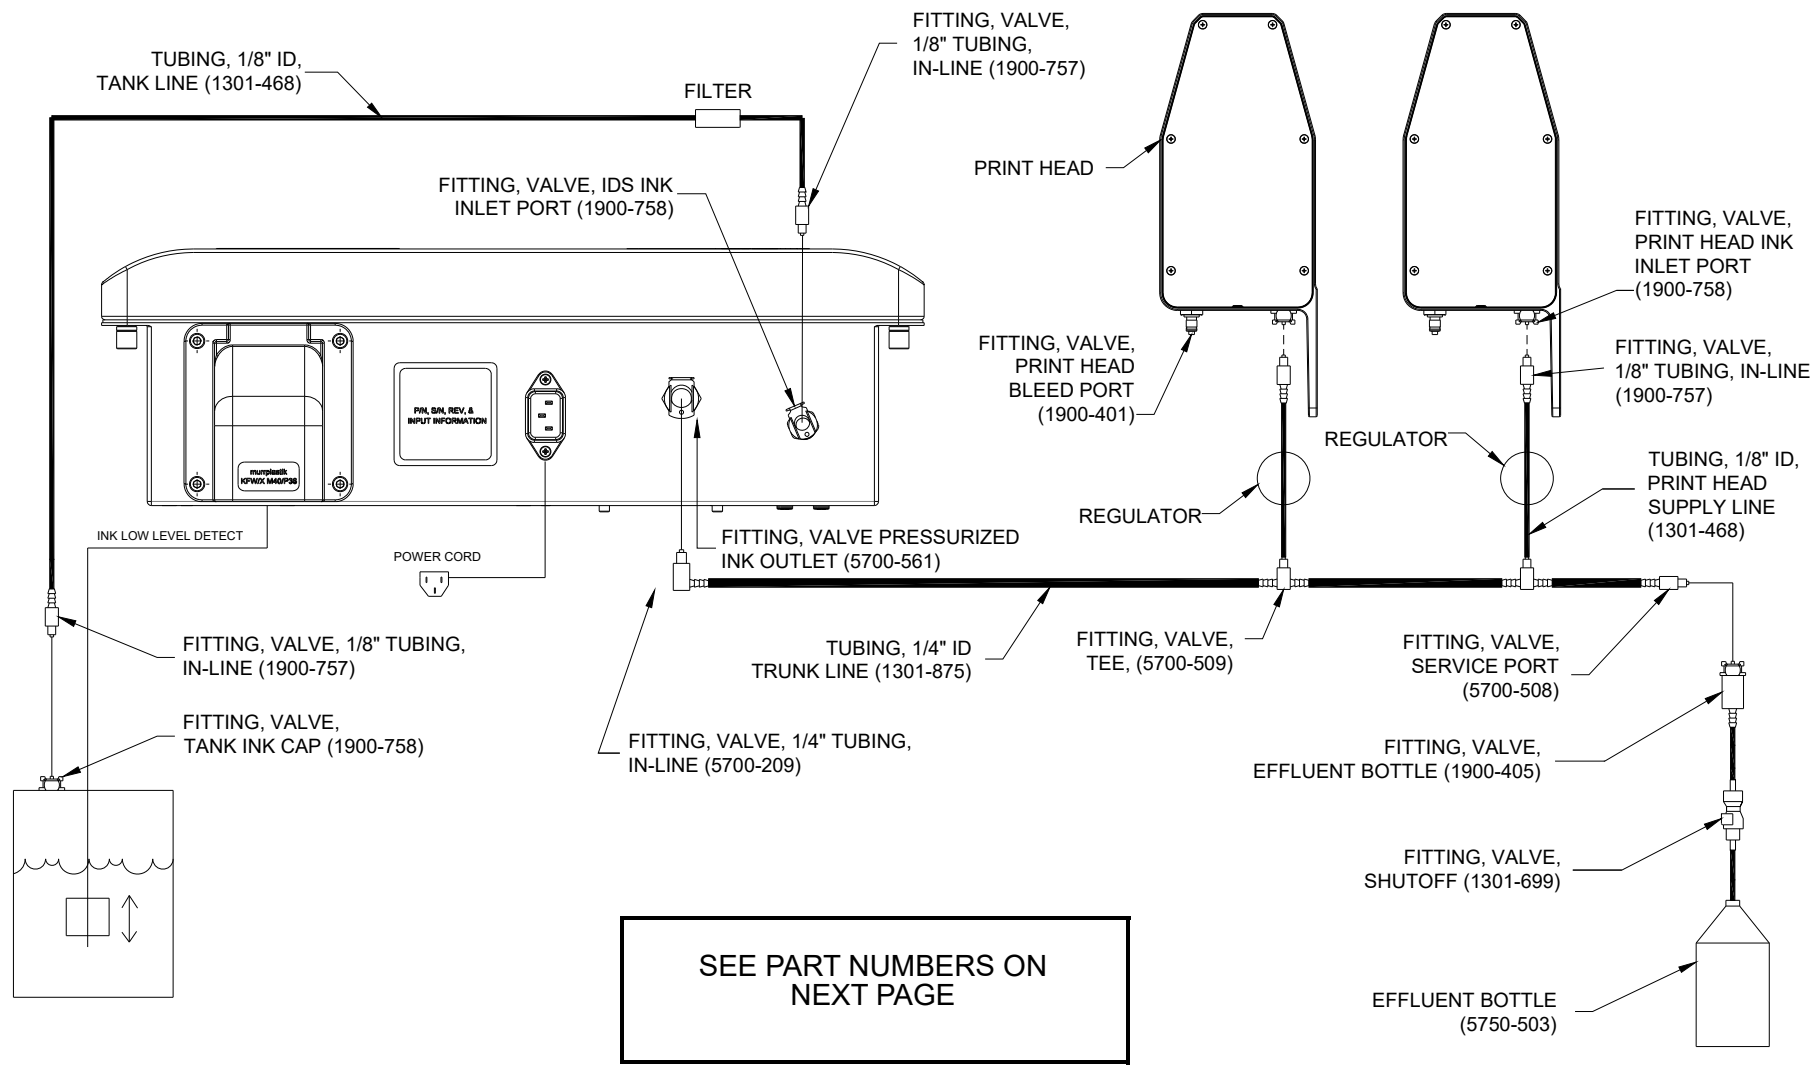 FITTING, VALVE,
1/8" TUBING,
IN-LINE (1900-757)
TUBING, 1/8" ID,
TANK LINE (1301-468)
FILTER
PRINT HEAD
FITTING, VALVE, IDS INK
INLET PORT (1900-758)
FITTING, VALVE,
PRINT HEAD INK
INLET PORT
(1900-758)
FITTING, VALVE,
PRINT HEAD
BLEED PORT
(1900-401)
FITTING, VALVE,
1/8" TUBING, IN-LINE
(1900-757)
P/N, S/N, REV, &
INPUT INFORMATION
murrplastik
KFW/X M40/P36
REGULATOR
REGULATOR
TUBING, 1/8" ID,
PRINT HEAD
SUPPLY LINE
(1301-468)
INK LOW LEVEL DETECT
POWER CORD
FITTING, VALVE PRESSURIZED
INK OUTLET (5700-561)
FITTING, VALVE, 1/8" TUBING,
IN-LINE (1900-757)
TUBING, 1/4" ID
TRUNK LINE (1301-875)
FITTING, VALVE,
TEE, (5700-509)
FITTING, VALVE,
SERVICE PORT
(5700-508)
FITTING, VALVE,
TANK INK CAP (1900-758)
FITTING, VALVE, 1/4" TUBING,
IN-LINE (5700-209)
FITTING, VALVE,
EFFLUENT BOTTLE (1900-405)
FITTING, VALVE,
SHUTOFF (1301-699)
SEE PART NUMBERS ON
NEXT PAGE
EFFLUENT BOTTLE
(5750-503)